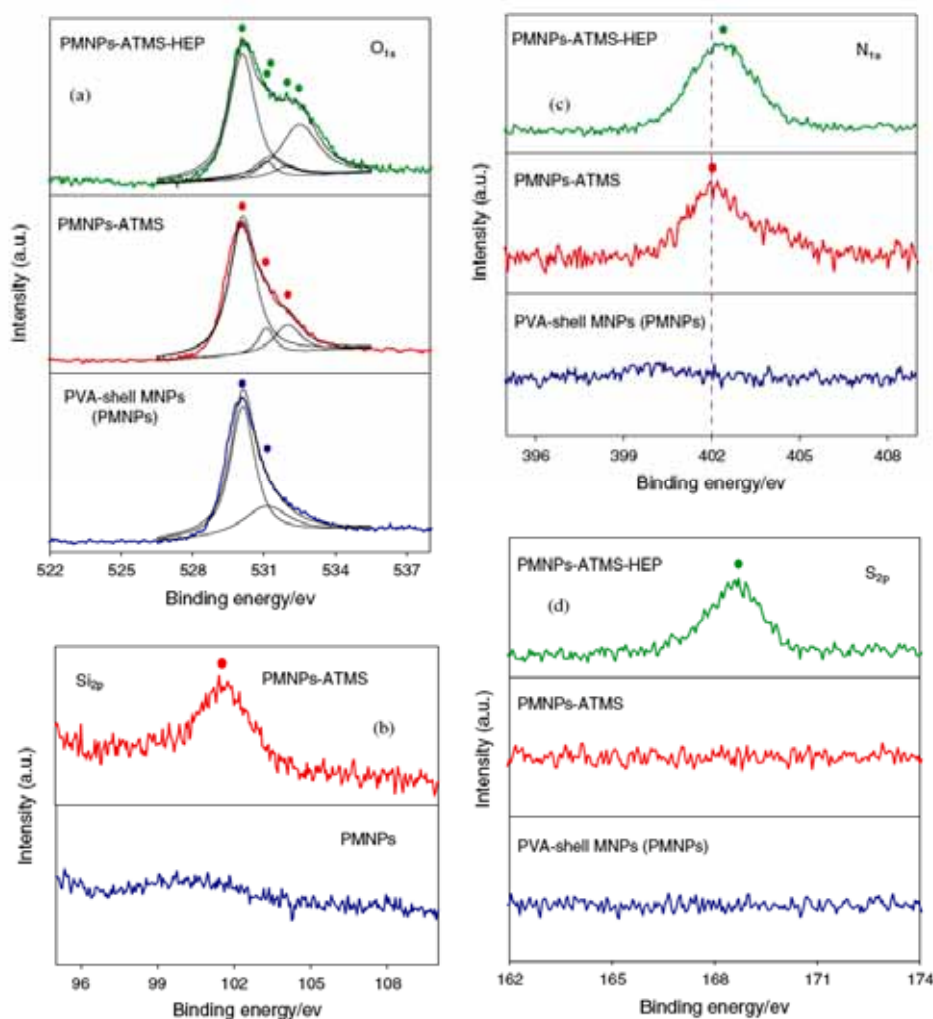 PMNPs-ATMS-HEP
O1s
(a)
PMNPs-ATMS
PVA-shell MNPs
(PMNPs)
Intensity (a.u.)
522 525 528 531 534 537
Binding energy/ev
Si2p
PMNPs-ATMS
(b)
PMNPs
Intensity (a.u.)
96 99 102 105 108
Binding energy/ev
PMNPs-ATMS-HEP
N1s
(c)
PMNPs-ATMS
PVA-shell MNPs (PMNPs)
Intensity (a.u.)
396 399 402 405 408
Binding energy/ev
PMNPs-ATMS-HEP
S2p
(d)
PMNPs-ATMS
PVA-shell MNPs (PMNPs)
Intensity (a.u.)
162 165 168 171 174
Binding energy/ev